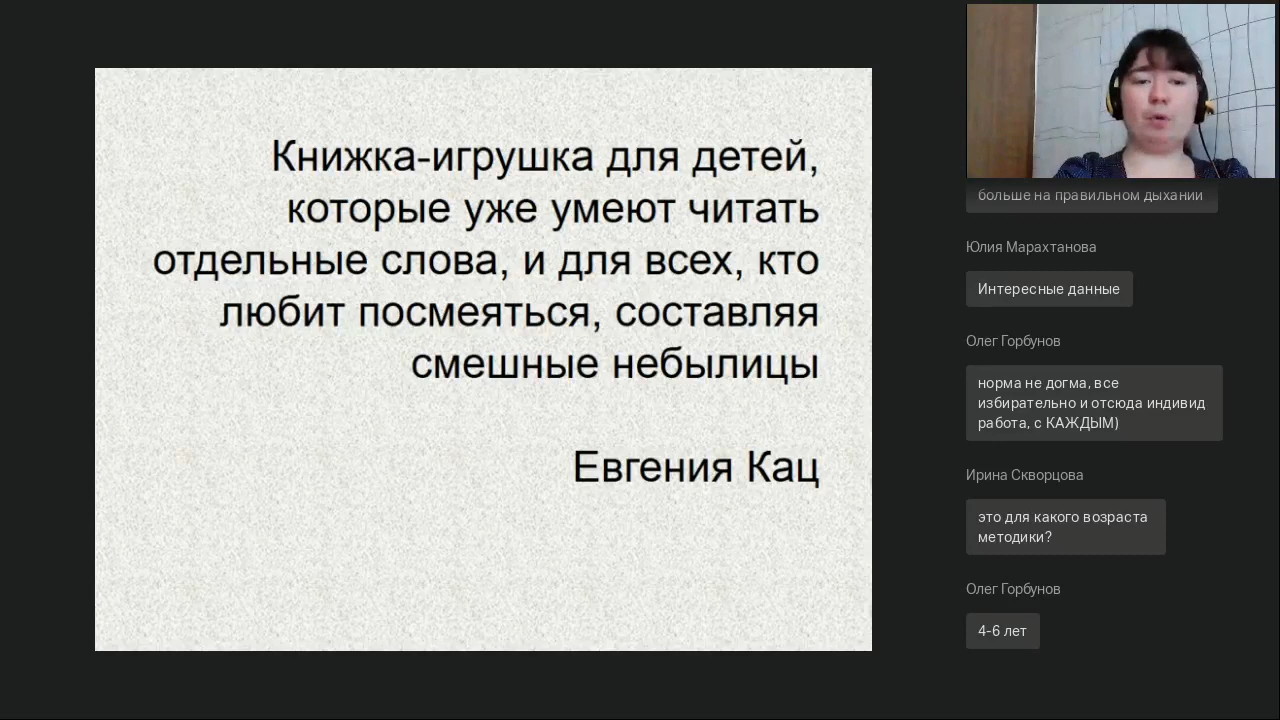 Книжка-игрушка для детей,
которые уже умеют читать
отдельные слова, и для всех, кто
любит посмеяться, составляя
смешные небылицы
Евгения Кац
больше на правильном дыхании
Юлия Марахтанова
Интересные данные
Олег Горбунов
норма не догма, все
избирательно и отсюда индивид
работа, с КАЖДЫМ)
Ирина Скворцова
это для какого возраста
методики?
Олег Горбунов
4-6 лет